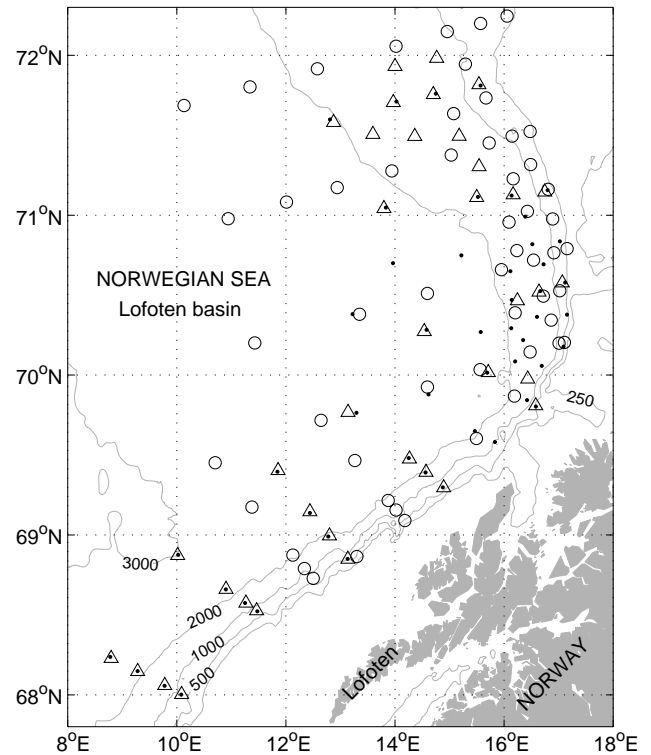 72°N
71°N
NORWEGIAN SEA
Lofoten basin
70°N
250
69°N
3000
2000
1000
500
Lofoten
NORWAY
68°N
8°E
10°E
12°E
14°E
16°E
18°E